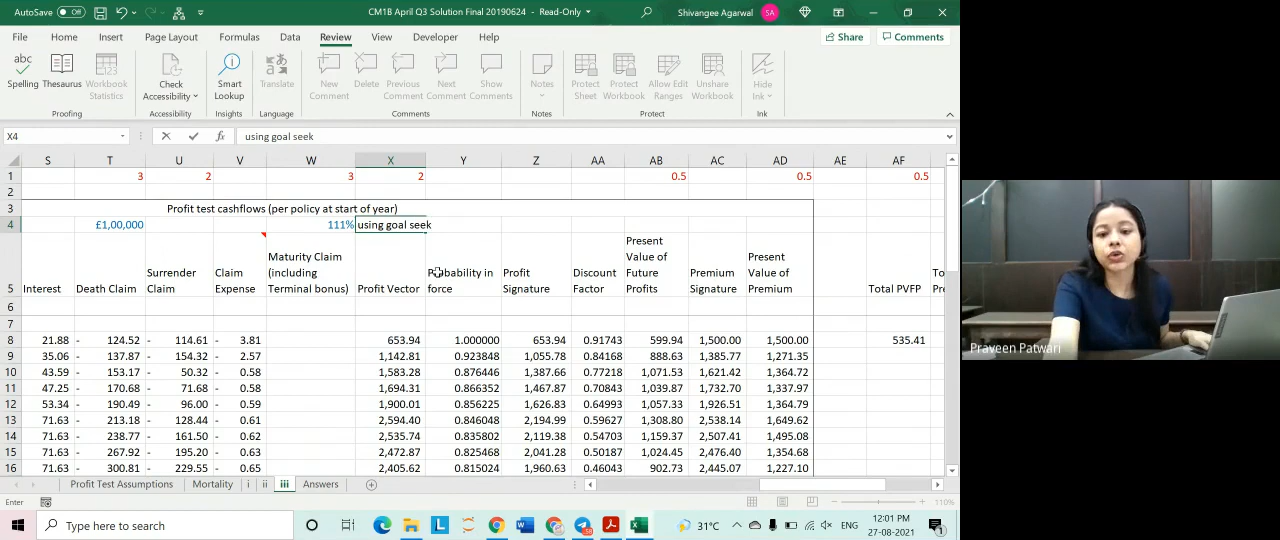 AutoSave Off CM1B April Q3 Solution Final 20190624 - Read-Only Shivangee Agarwal SA
File Home Insert Page Layout Formulas Data Review View Developer Help Share Comments
abc
Spelling Thesaurus Workbook Statistics Check Accessibility Smart Lookup Translate New Comment Delete Previous Comment Next Comment Show Comments Notes Protect Sheet Protect Workbook Allow Edit Ranges Unshare Workbook Hide Ink
Proofing Accessibility Insights Language Comments Notes Protect Ink
X4 fx using goal seek
S T U V W X Y Z AA AB AC AD AE AF
1 3 2 3 2 0.5 0.5 0.5
2
3 Profit test cashflows (per policy at start of year)
4 £1,00,000 111% using goal seek
5 Interest Death Claim Surrender Claim Claim Expense Maturity Claim (including Terminal bonus) Profit Vector Probability in force Profit Signature Discount Factor Present Value of Future Profits Premium Signature Present Value of Premium Total PVFP
6
7
8 21.88 - 124.52 - 114.61 - 3.81 653.94 1.000000 653.94 0.91743 599.94 1,500.00 1,500.00 535.41
9 35.06 - 137.87 - 154.32 - 2.57 1,142.81 0.923848 1,055.78 0.84168 888.63 1,385.77 1,271.35
10 43.59 - 153.17 - 50.32 - 0.58 1,583.28 0.876446 1,387.66 0.77218 1,071.53 1,621.42 1,364.72
11 47.25 - 170.68 - 71.68 - 0.58 1,694.31 0.866352 1,467.87 0.70843 1,039.87 1,732.70 1,337.97
12 53.34 - 190.49 - 96.00 - 0.59 1,900.01 0.856225 1,626.83 0.64993 1,057.33 1,926.51 1,364.79
13 71.63 - 213.18 - 128.44 - 0.61 2,594.40 0.846048 2,194.99 0.59627 1,308.80 2,538.14 1,649.62
14 71.63 - 238.77 - 161.50 - 0.62 2,535.74 0.835802 2,119.38 0.54703 1,159.37 2,507.41 1,495.08
15 71.63 - 267.92 - 195.20 - 0.63 2,472.87 0.825468 2,041.28 0.50187 1,024.45 2,476.40 1,354.68
16 71.63 - 300.81 - 229.55 - 0.65 2,405.62 0.815024 1,960.63 0.46043 902.73 2,445.07 1,227.10
Praveen Patwari
Profit Test Assumptions Mortality i ii iii Answers
Enter 110%
Type here to search 31°C ENG 12:01 PM
27-08-2021